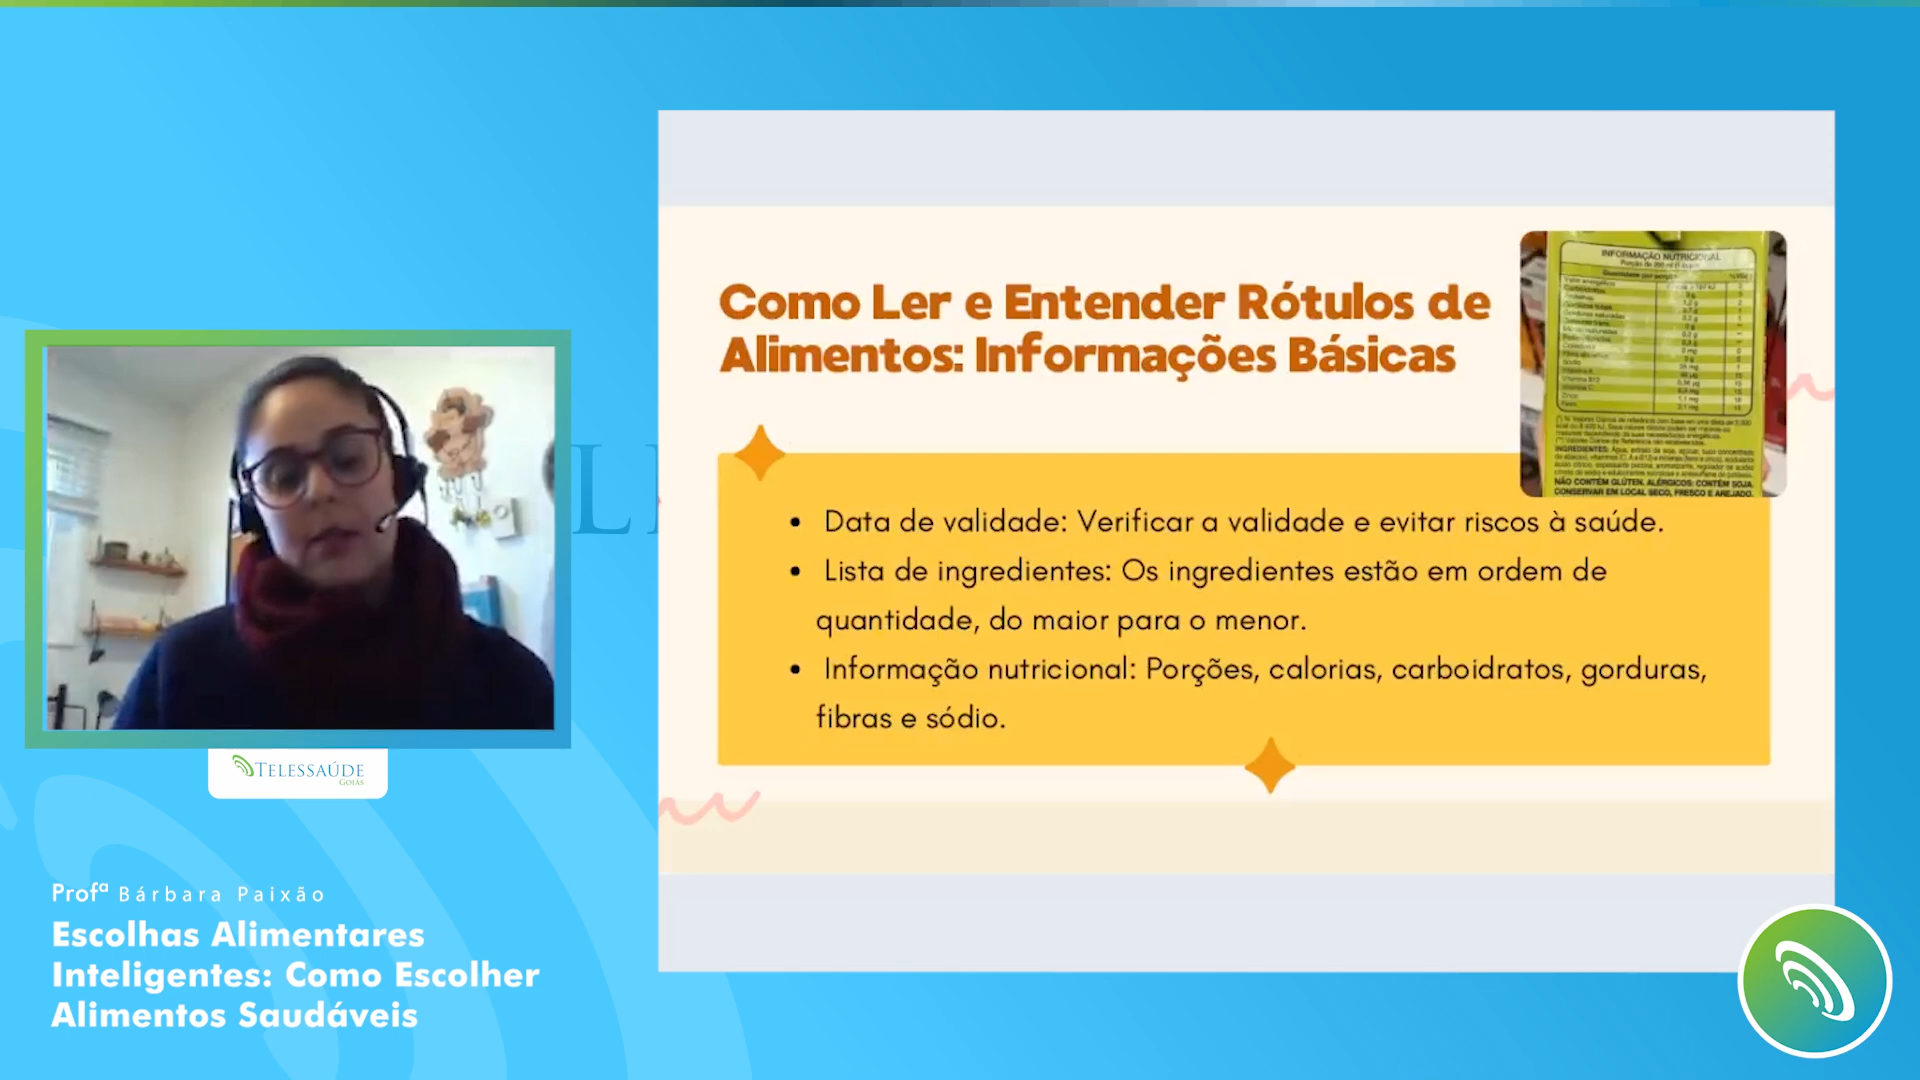 Como Ler e Entender Rótulos de
Alimentos: Informações Básicas
INFORMAÇÃO NUTRICIONAL
NÃO CONTÉM GLÚTEN. ALÉRGICOS: CONTÉM SOJA.
CONSERVAR EM LOCAL SECO, FRESCO E AREJADO.
• Data de validade: Verificar a validade e evitar riscos à saúde.
• Lista de ingredientes: Os ingredientes estão em ordem de
quantidade, do maior para o menor.
• Informação nutricional: Porções, calorias, carboidratos, gorduras,
fibras e sódio.
TELESSAÚDE
GOIÁS
Profª Bárbara Paixão
Escolhas Alimentares
Inteligentes: Como Escolher
Alimentos Saudáveis